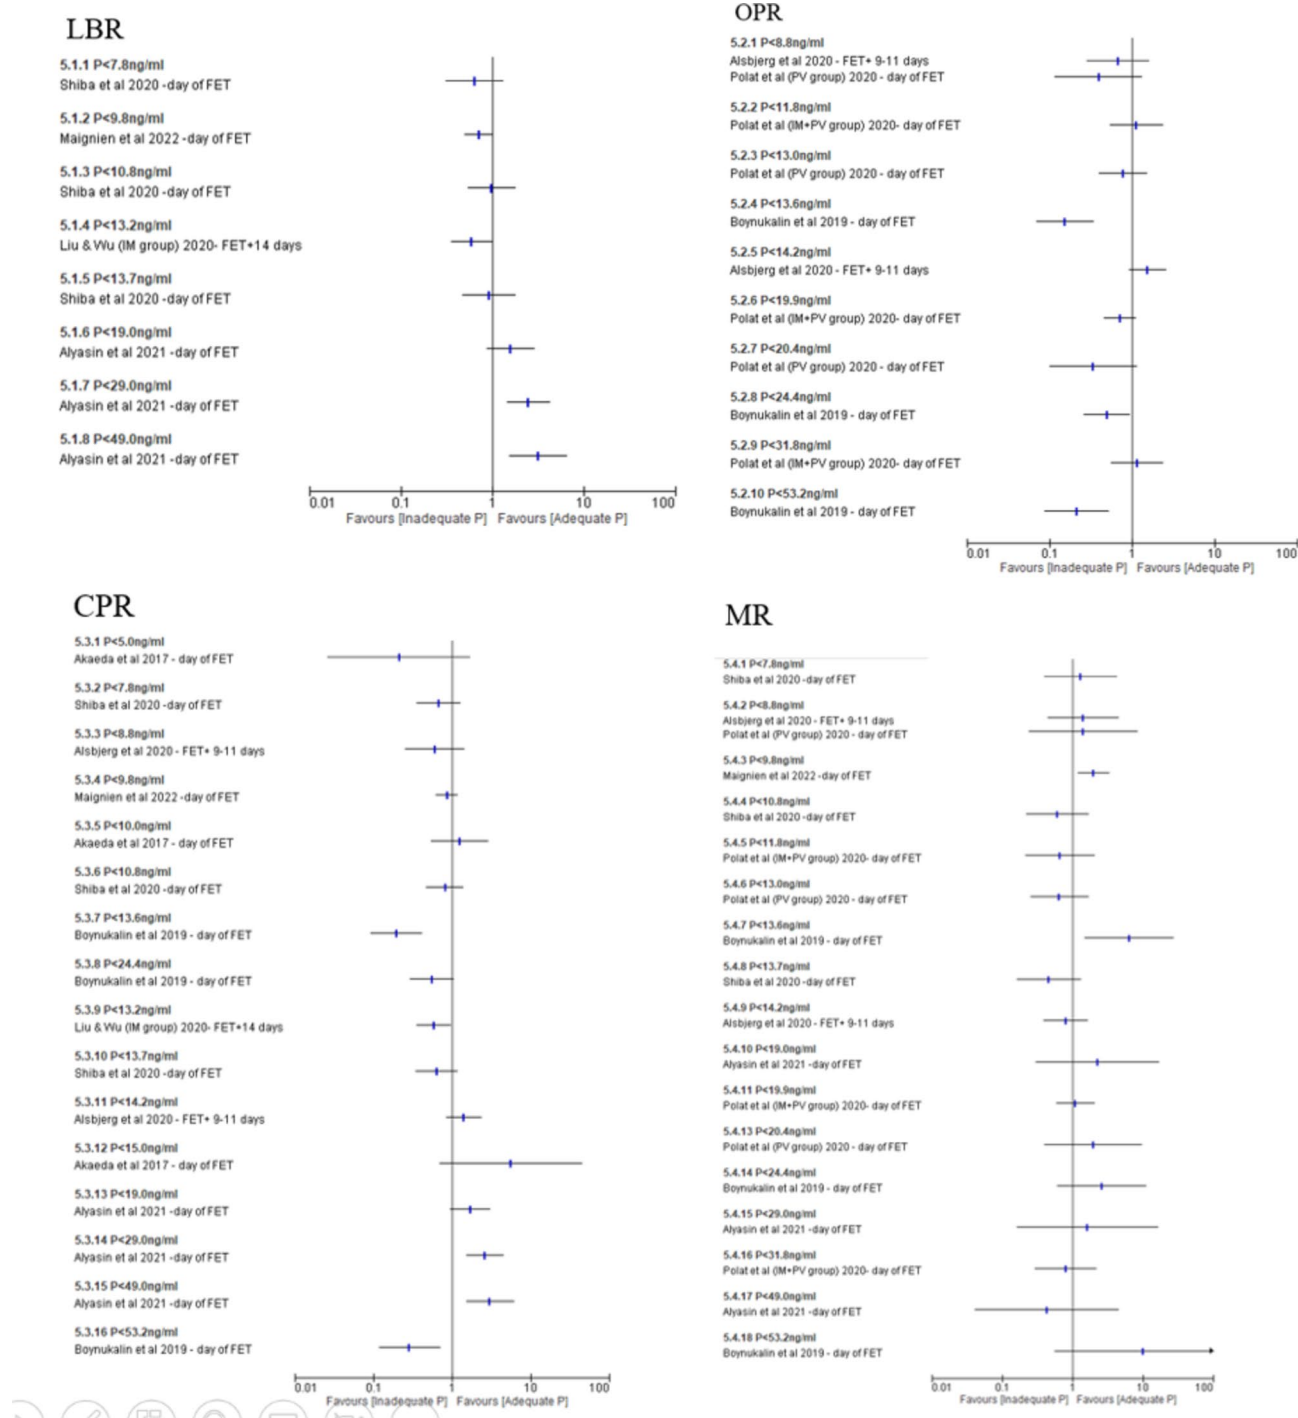 LBR
5.1.1 P<7.8ng/ml
Shiba et al 2020 -day of FET
5.1.2 P<9.8ng/ml
Maignien et al 2022 -day of FET
5.1.3 P<10.8ng/ml
Shiba et al 2020 -day of FET
5.1.4 P<13.2ng/ml
Liu & Wu (IM group) 2020- FET+14 days
5.1.5 P<13.7ng/ml
Shiba et al 2020 -day of FET
5.1.6 P<19.0ng/ml
Alyasin et al 2021 -day of FET
5.1.7 P<29.0ng/ml
Alyasin et al 2021 -day of FET
5.1.8 P<49.0ng/ml
Alyasin et al 2021 -day of FET
0.01 0.1 1 10 100
Favours [Inadequate P] Favours [Adequate P]
OPR
5.2.1 P<8.8ng/ml
Alsbjerg et al 2020 - FET+ 9-11 days
Polat et al (PV group) 2020 - day of FET
5.2.2 P<11.8ng/ml
Polat et al (IM+PV group) 2020- day of FET
5.2.3 P<13.0ng/ml
Polat et al (PV group) 2020 - day of FET
5.2.4 P<13.6ng/ml
Boynukalin et al 2019 - day of FET
5.2.5 P<14.2ng/ml
Alsbjerg et al 2020 - FET+ 9-11 days
5.2.6 P<19.9ng/ml
Polat et al (IM+PV group) 2020- day of FET
5.2.7 P<20.4ng/ml
Polat et al (PV group) 2020 - day of FET
5.2.8 P<24.4ng/ml
Boynukalin et al 2019 - day of FET
5.2.9 P<31.8ng/ml
Polat et al (IM+PV group) 2020- day of FET
5.2.10 P<53.2ng/ml
Boynukalin et al 2019 - day of FET
0.01 0.1 1 10 100
Favours [Inadequate P] Favours [Adequate P]
CPR
5.3.1 P<5.0ng/ml
Akaeda et al 2017 - day of FET
5.3.2 P<7.8ng/ml
Shiba et al 2020 -day of FET
5.3.3 P<8.8ng/ml
Alsbjerg et al 2020 - FET+ 9-11 days
5.3.4 P<9.8ng/ml
Maignien et al 2022 -day of FET
5.3.5 P<10.0ng/ml
Akaeda et al 2017 - day of FET
5.3.6 P<10.8ng/ml
Shiba et al 2020 -day of FET
5.3.7 P<13.6ng/ml
Boynukalin et al 2019 - day of FET
5.3.8 P<24.4ng/ml
Boynukalin et al 2019 - day of FET
5.3.9 P<13.2ng/ml
Liu & Wu (IM group) 2020- FET+14 days
5.3.10 P<13.7ng/ml
Shiba et al 2020 -day of FET
5.3.11 P<14.2ng/ml
Alsbjerg et al 2020 - FET+ 9-11 days
5.3.12 P<15.0ng/ml
Akaeda et al 2017 - day of FET
5.3.13 P<19.0ng/ml
Alyasin et al 2021 -day of FET
5.3.14 P<29.0ng/ml
Alyasin et al 2021 -day of FET
5.3.15 P<49.0ng/ml
Alyasin et al 2021 -day of FET
5.3.16 P<53.2ng/ml
Boynukalin et al 2019 - day of FET
0.01 0.1 1 10 100
Favours [Inadequate P] Favours [Adequate P]
MR
5.4.1 P<7.8ng/ml
Shiba et al 2020 -day of FET
5.4.2 P<8.8ng/ml
Alsbjerg et al 2020 - FET+ 9-11 days
Polat et al (PV group) 2020 - day of FET
5.4.3 P<9.8ng/ml
Maignien et al 2022 -day of FET
5.4.4 P<10.8ng/ml
Shiba et al 2020 -day of FET
5.4.5 P<11.8ng/ml
Polat et al (IM+PV group) 2020- day of FET
5.4.6 P<13.0ng/ml
Polat et al (PV group) 2020 - day of FET
5.4.7 P<13.6ng/ml
Boynukalin et al 2019 - day of FET
5.4.8 P<13.7ng/ml
Shiba et al 2020 -day of FET
5.4.9 P<14.2ng/ml
Alsbjerg et al 2020 - FET+ 9-11 days
5.4.10 P<19.0ng/ml
Alyasin et al 2021 -day of FET
5.4.11 P<19.9ng/ml
Polat et al (IM+PV group) 2020- day of FET
5.4.13 P<20.4ng/ml
Polat et al (PV group) 2020 - day of FET
5.4.14 P<24.4ng/ml
Boynukalin et al 2019 - day of FET
5.4.15 P<29.0ng/ml
Alyasin et al 2021 -day of FET
5.4.16 P<31.8ng/ml
Polat et al (IM+PV group) 2020- day of FET
5.4.17 P<49.0ng/ml
Alyasin et al 2021 -day of FET
5.4.18 P<53.2ng/ml
Boynukalin et al 2019 - day of FET
0.01 0.1 1 10 100
Favours [Inadequate P] Favours [Adequate P]